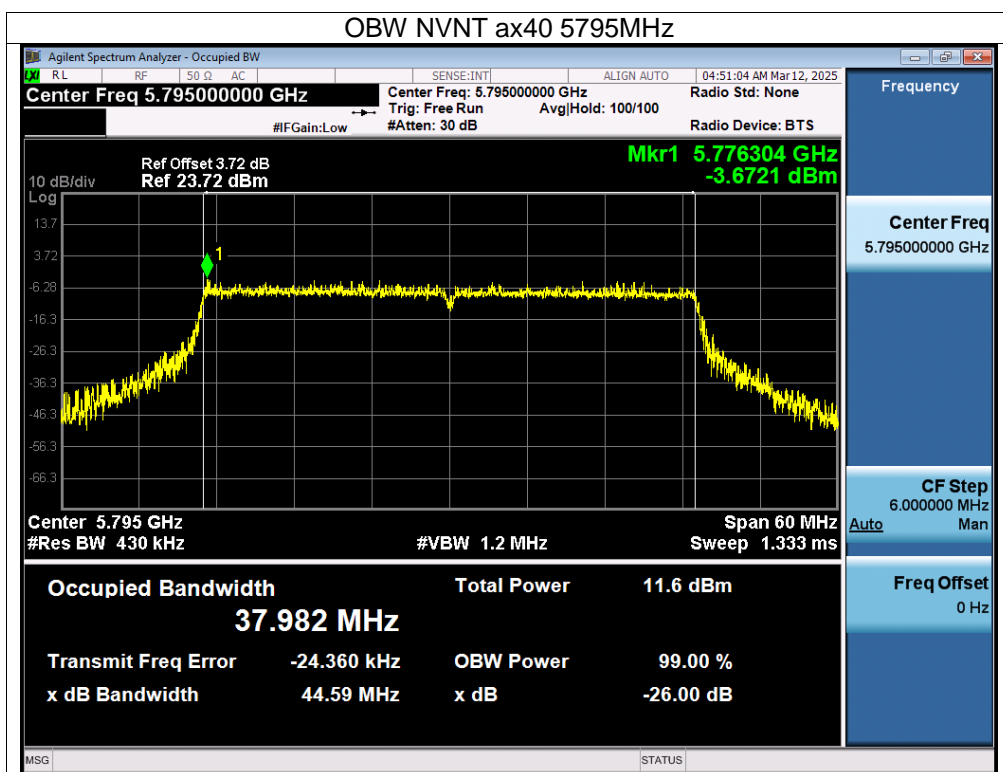 OBW NVNT ax40 5795MHz
Agilent Spectrum Analyzer - Occupied BW
LXI RL RF 50 Ω AC SENSE:INT ALIGN AUTO 04:51:04 AM Mar 12, 2025
Center Freq 5.795000000 GHz
Center Freq: 5.795000000 GHz Radio Std: None
Trig: Free Run Avg|Hold: 100/100
#IFGain:Low #Atten: 30 dB Radio Device: BTS
Mkr1 5.776304 GHz
-3.6721 dBm
Ref Offset 3.72 dB
10 dB/div Ref 23.72 dBm
Log
13.7
3.72
-6.28
-16.3
-26.3
-36.3
-46.3
-56.3
-66.3
1
Center 5.795 GHz Span 60 MHz
#Res BW 430 kHz #VBW 1.2 MHz Sweep 1.333 ms
Occupied Bandwidth Total Power 11.6 dBm
37.982 MHz
Transmit Freq Error -24.360 kHz OBW Power 99.00 %
x dB Bandwidth 44.59 MHz x dB -26.00 dB
MSG STATUS
Frequency
Center Freq
5.795000000 GHz
CF Step
6.000000 MHz
Auto Man
Freq Offset
0 Hz